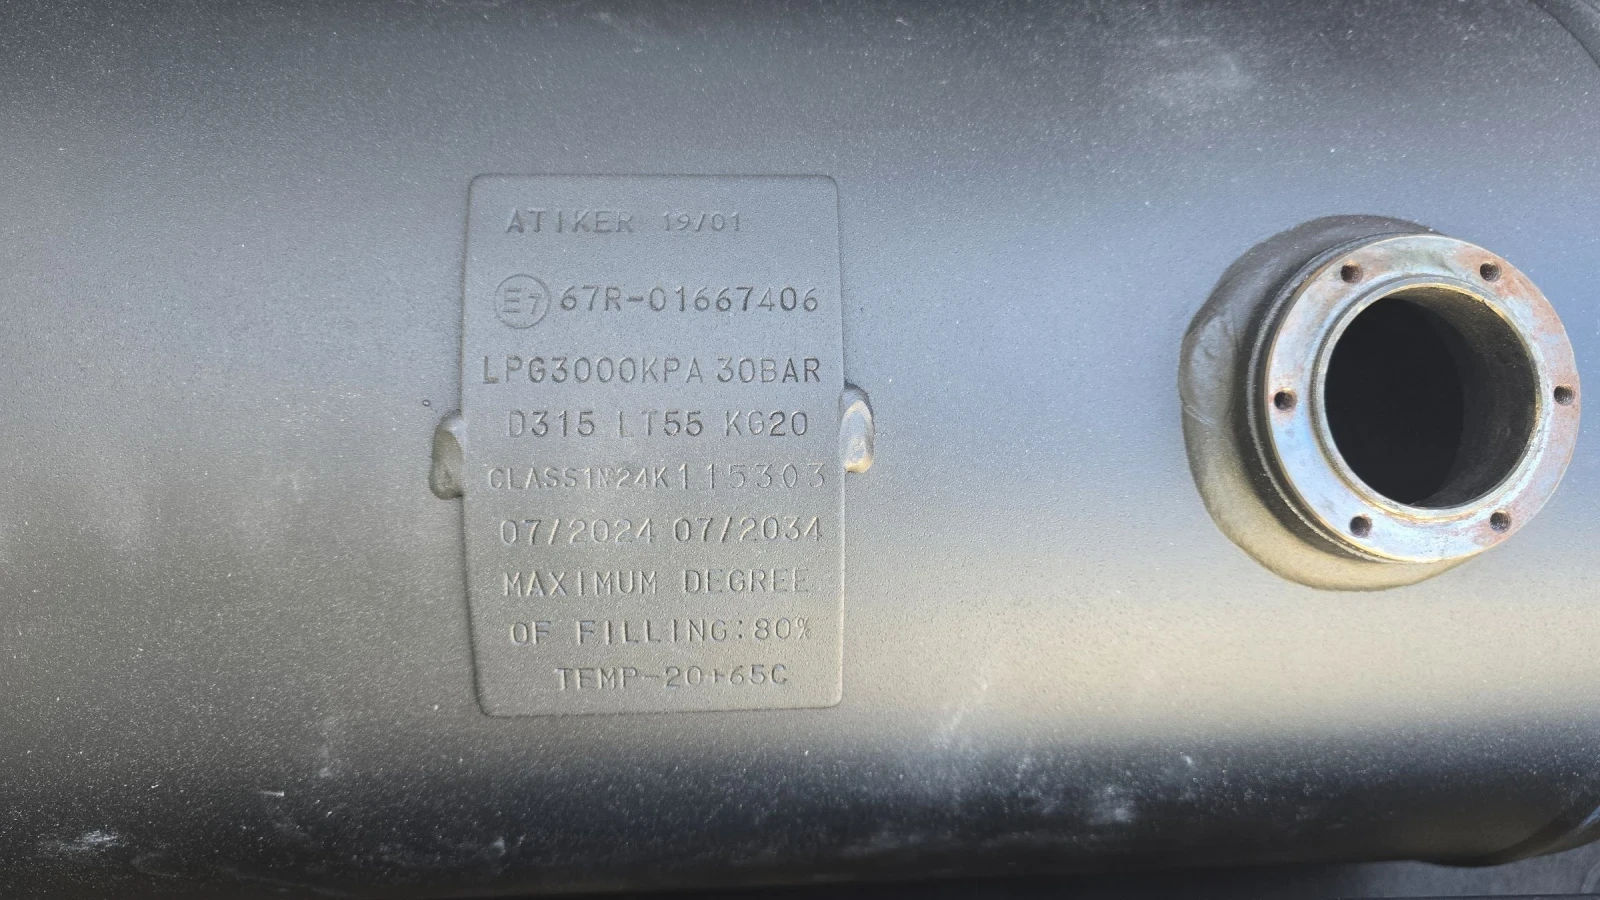 ATIKER 19/01
E7 67R-01667406
LPG3000KPA 30BAR
D315 LT55 KG20
CLASS1№24K115303
07/2024 07/2034
MAXIMUM DEGREE
OF FILLING:80%
TEMP-20+65C